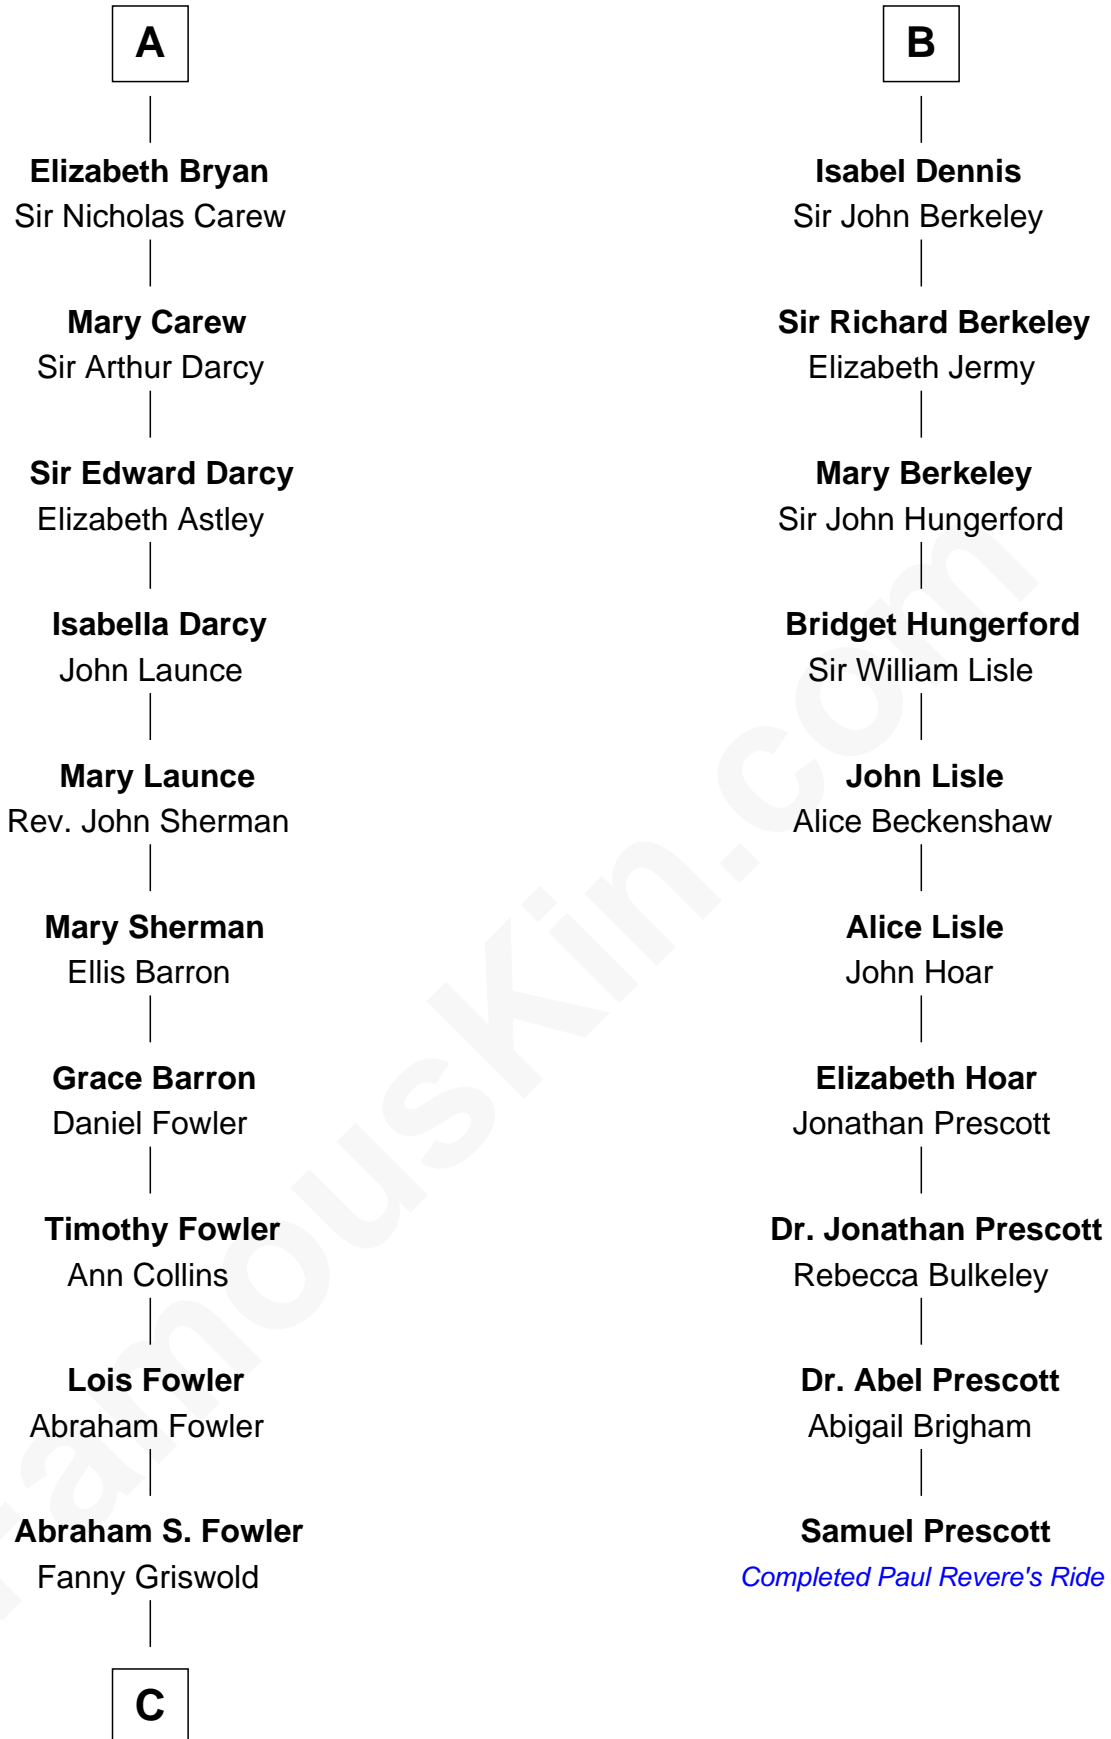 A
Elizabeth Bryan
Sir Nicholas Carew
Mary Carew
Sir Arthur Darcy
Sir Edward Darcy
Elizabeth Astley
Isabella Darcy
John Launce
Mary Launce
Rev. John Sherman
Mary Sherman
Ellis Barron
Grace Barron
Daniel Fowler
Timothy Fowler
Ann Collins
Lois Fowler
Abraham Fowler
Abraham S. Fowler
Fanny Griswold
C
B
Isabel Dennis
Sir John Berkeley
Sir Richard Berkeley
Elizabeth Jermy
Mary Berkeley
Sir John Hungerford
Bridget Hungerford
Sir William Lisle
John Lisle
Alice Beckenshaw
Alice Lisle
John Hoar
Elizabeth Hoar
Jonathan Prescott
Dr. Jonathan Prescott
Rebecca Bulkeley
Dr. Abel Prescott
Abigail Brigham
Samuel Prescott
Completed Paul Revere's Ride
FamousKin.com